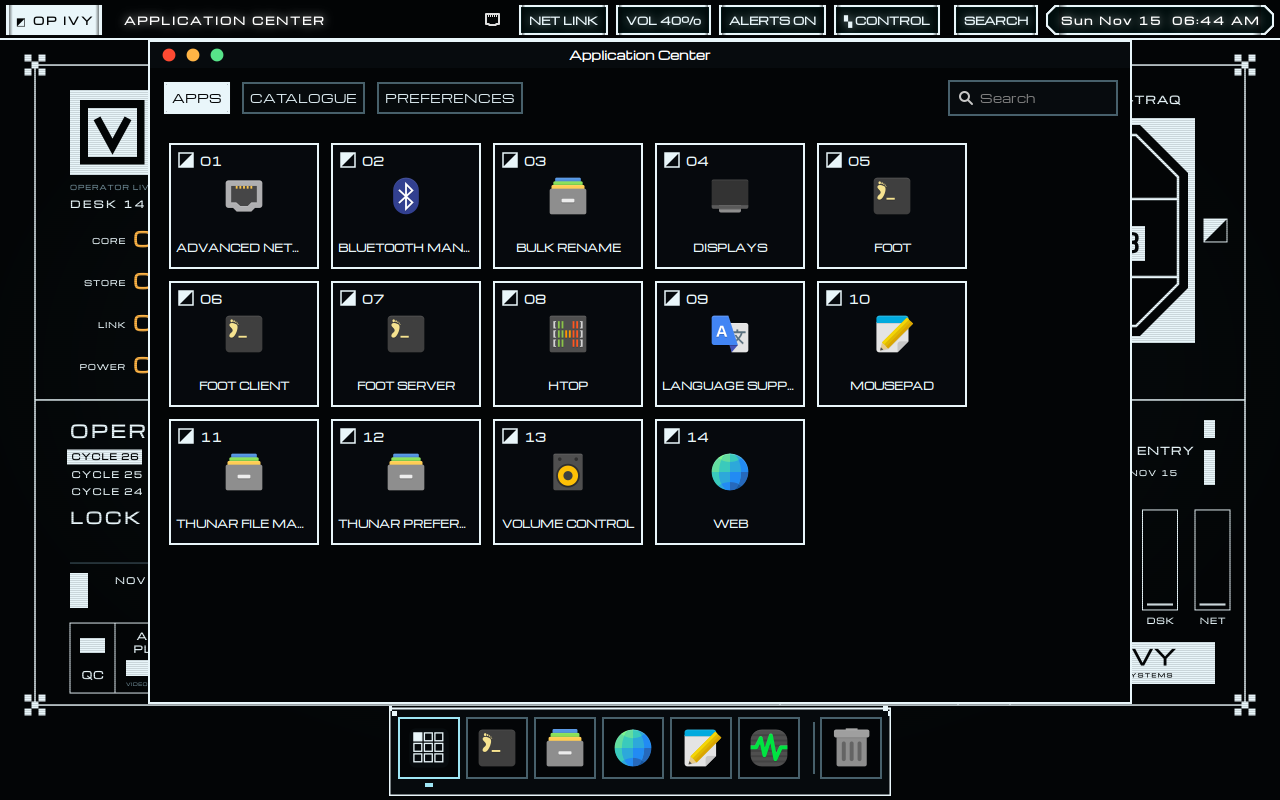 OP IVY
APPLICATION CENTER
NET LINK
VOL 40%
ALERTS ON
CONTROL
SEARCH
Sun Nov 15 06:44 AM
Application Center
APPS
CATALOGUE
PREFERENCES
Search
01
ADVANCED NET...
02
BLUETOOTH MAN...
03
BULK RENAME
04
DISPLAYS
05
FOOT
06
FOOT CLIENT
07
FOOT SERVER
08
HTOP
09
LANGUAGE SUPP...
10
MOUSEPAD
11
THUNAR FILE MA...
12
THUNAR PREFER...
13
VOLUME CONTROL
14
WEB
OPERATOR LIV
DESK 14
CORE
STORE
LINK
POWER
OPER
CYCLE 26
CYCLE 25
CYCLE 24
LOCK
NOV
QC
-TRAQ
ENTRY
NOV 15
DSK
NET
VY
YSTEMS